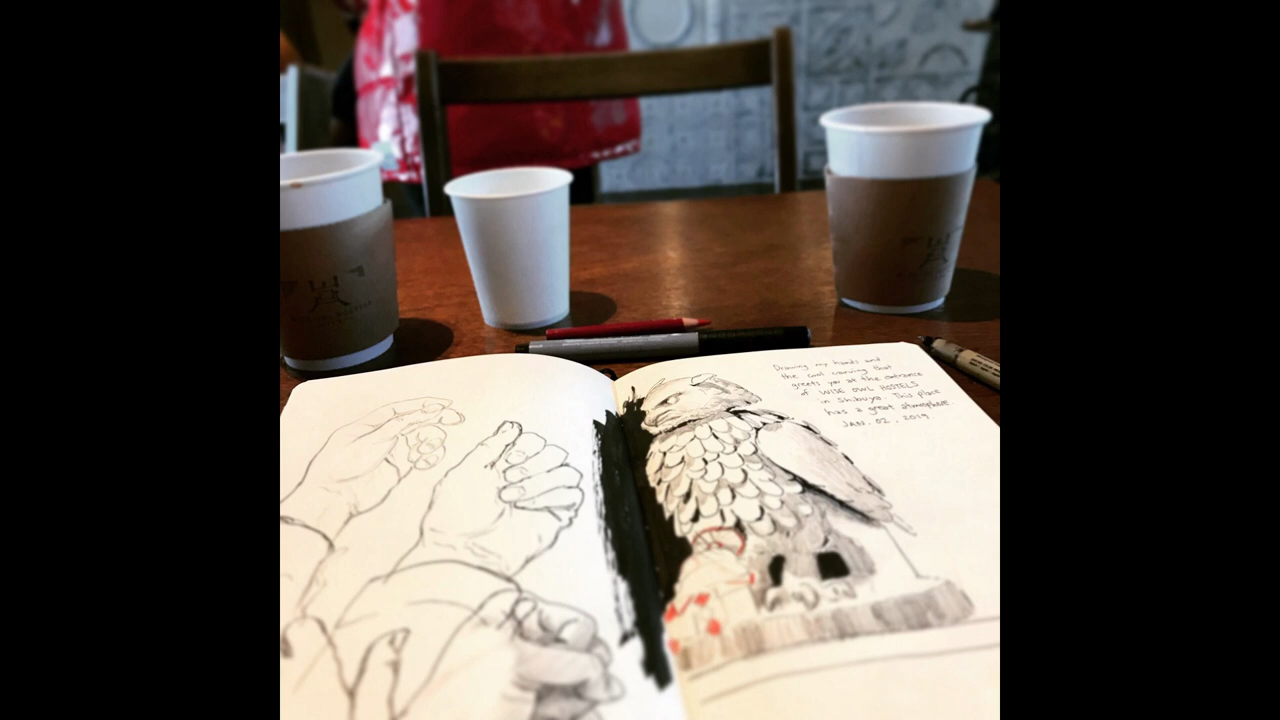 Drawing my hands and
the cool carving that
greets you at the entrance
of WISE OWL HOSTELS
in Shibuya. This place
has a great atmosphere.
JAN. 02, 2019.